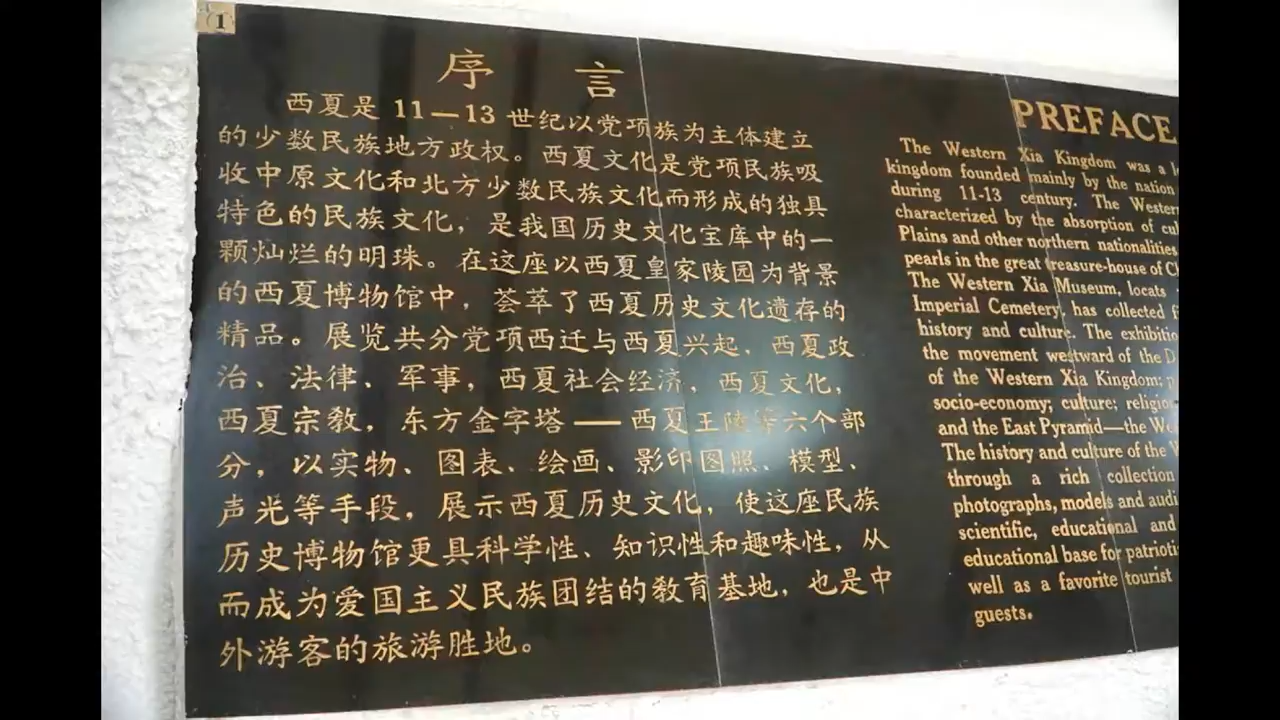 1
序 言
西夏是 11—13 世纪以党项族为主体建立
的少数民族地方政权。西夏文化是党项民族吸
收中原文化和北方少数民族文化而形成的独具
特色的民族文化，是我国历史文化宝库中的一
颗灿烂的明珠。在这座以西夏皇家陵园为背景
的西夏博物馆中，荟萃了西夏历史文化遗存的
精品。展览共分党项西迁与西夏兴起，西夏政
治、法律、军事，西夏社会经济，西夏文化，
西夏宗教，东方金字塔——西夏王陵等六个部
分，以实物、图表、绘画、影印图照、模型、
声光等手段，展示西夏历史文化，使这座民族
历史博物馆更具科学性、知识性和趣味性，从
而成为爱国主义民族团结的教育基地，也是中
外游客的旅游胜地。
PREFACE
The Western Xia Kingdom was a
kingdom founded mainly by the nation
during 11-13 century. The Western
characterized by the absorption of
Plains and other northern nationalities
pearls in the great treasure-house of
The Western Xia Museum, locats
Imperial Cemetery, has collected
history and culture. The exhibitio
the movement westward of the
of the Western Xia Kingdom;
socio-economy; culture; religio
and the East Pyramid—the
The history and culture of the
through a rich collection
photographs, models and
scientific, educational and
educational base for
well as a favorite tourist
guests.